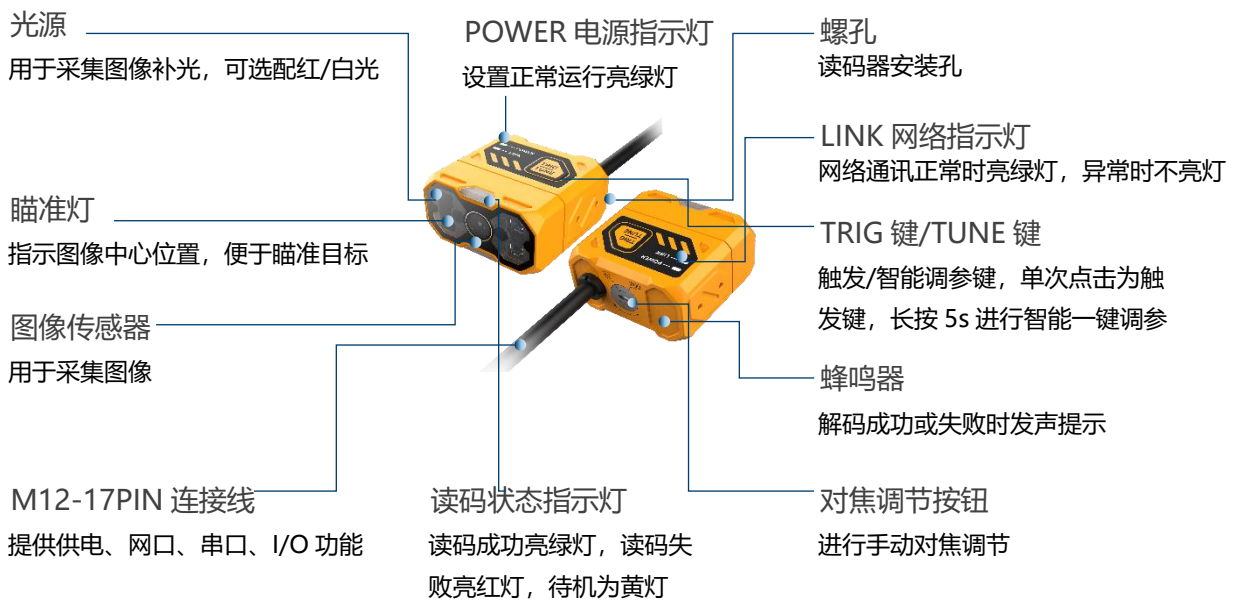 光源
用于采集图像补光，可选配红/白光
瞄准灯
指示图像中心位置，便于瞄准目标
图像传感器
用于采集图像
M12-17PIN 连接线
提供供电、网口、串口、I/O 功能
POWER 电源指示灯
设置正常运行亮绿灯
POWER
LINK
TRIG
TUNE
TRIG
TUNE
LINK
POWER
读码状态指示灯
读码成功亮绿灯，读码失
败亮红灯，待机为黄灯
螺孔
读码器安装孔
LINK 网络指示灯
网络通讯正常时亮绿灯，异常时不亮灯
TRIG 键/TUNE 键
触发/智能调参键，单次点击为触
发键，长按 5s 进行智能一键调参
蜂鸣器
解码成功或失败时发声提示
对焦调节按钮
进行手动对焦调节